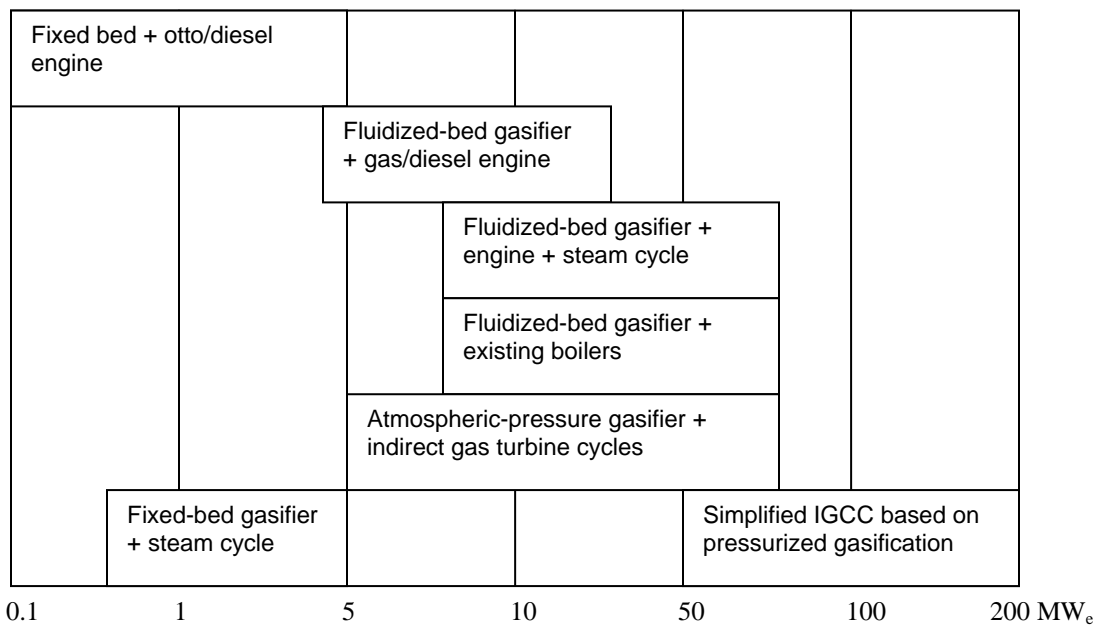 Fixed bed + otto/diesel
engine
Fluidized-bed gasifier
+ gas/diesel engine
Fluidized-bed gasifier +
engine + steam cycle
Fluidized-bed gasifier +
existing boilers
Atmospheric-pressure gasifier +
indirect gas turbine cycles
Fixed-bed gasifier
+ steam cycle
Simplified IGCC based on
pressurized gasification
0.1 1 5 10 50 100 200 MWe